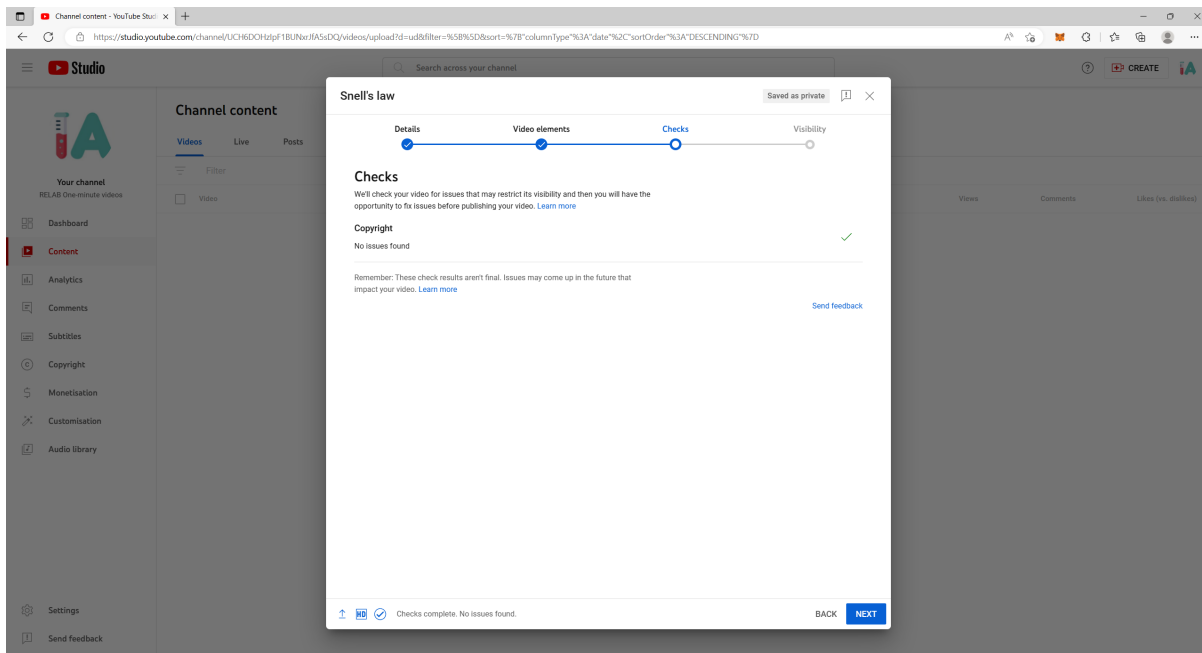 Channel content - YouTube Studi
https://studio.youtube.com/channel/UCH6DOHzIpF1BUNxrJfA5sDQ/videos/upload?d=ud&filter=%5B%5D&sort=%7B"columnType"%3A"date"%2C"sortOrder"%3A"DESCENDING"%7D
Studio
Search across your channel
CREATE
IA
Your channel
RELAB One-minute videos
Dashboard
Content
Analytics
Comments
Subtitles
Copyright
Monetisation
Customisation
Audio library
Settings
Send feedback
Channel content
Videos Live Posts
Filter
Video Views Comments Likes (vs. dislikes)
Snell's law
Saved as private
Details Video elements Checks Visibility
Checks
We'll check your video for issues that may restrict its visibility and then you will have the
opportunity to fix issues before publishing your video. Learn more
Copyright
No issues found
Remember: These check results aren't final. Issues may come up in the future that
impact your video. Learn more
Send feedback
HD Checks complete. No issues found.
BACK NEXT